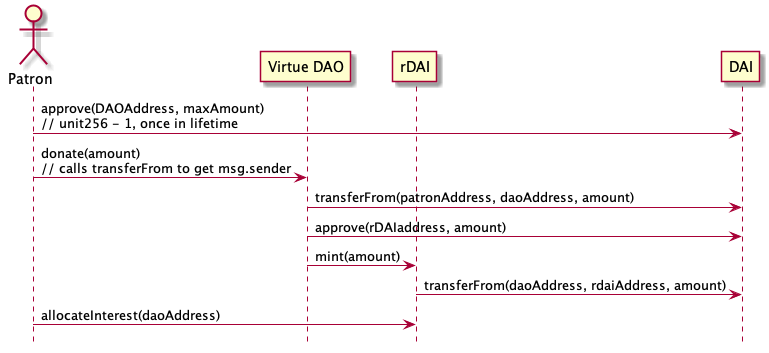 Patron
Virtue DAO
rDAI
DAI
approve(DAOAddress, maxAmount)
// unit256 - 1, once in lifetime
donate(amount)
// calls transferFrom to get msg.sender
transferFrom(patronAddress, daoAddress, amount)
approve(rDAIaddress, amount)
mint(amount)
transferFrom(daoAddress, rdaiAddress, amount)
allocateInterest(daoAddress)